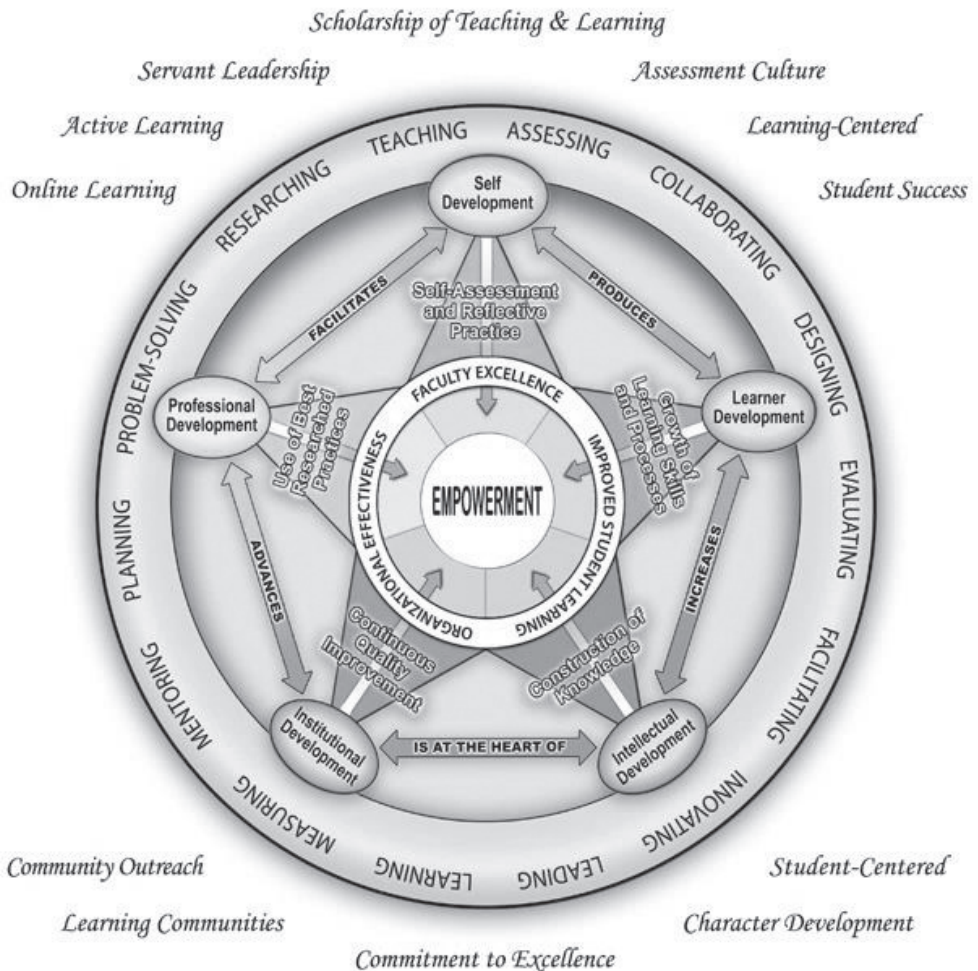 Scholarship of Teaching & Learning
Servant Leadership
Assessment Culture
Active Learning
Learning-Centered
Online Learning
Student Success
TEACHING
ASSESSING
COLLABORATING
DESIGNING
EVALUATING
FACILITATING
INNOVATING
LEADING
LEARNING
MEASURING
MENTORING
PLANNING
PROBLEM-SOLVING
RESEARCHING
Self
Development
FACILITATES
PRODUCES
Self-Assessment
and Reflective
Practice
Professional
Development
Learner
Development
Use of Best
Researched
Practices
Growth of
Learning Skills
and Processes
FACULTY EXCELLENCE
IMPROVED STUDENT LEARNING
ORGANIZATIONAL EFFECTIVENESS
EMPOWERMENT
ADVANCES
INCREASES
Continuous
Quality
Improvement
Construction of
Knowledge
Institutional
Development
IS AT THE HEART OF
Intellectual
Development
Community Outreach
Student-Centered
Learning Communities
Character Development
Commitment to Excellence